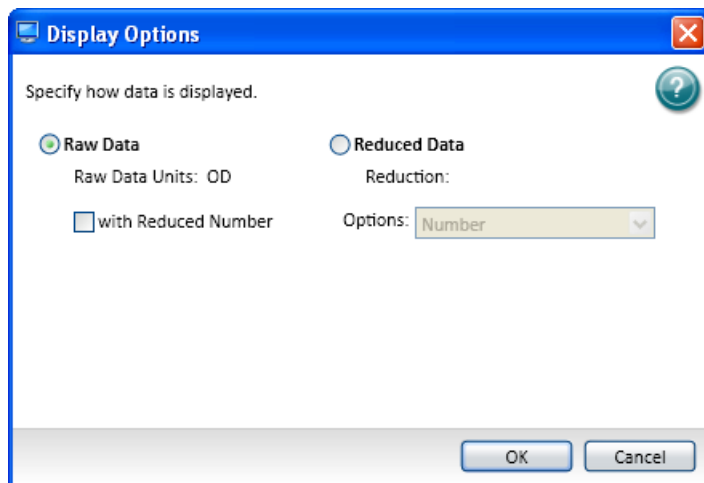 Display Options
Specify how data is displayed.
?
Raw Data
Raw Data Units: OD
with Reduced Number
Reduced Data
Reduction:
Options: Number
OK
Cancel